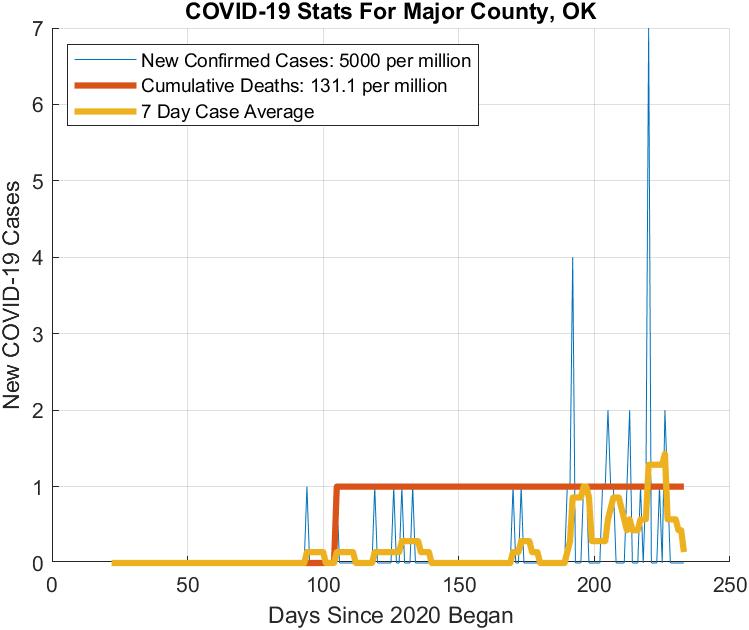 COVID-19 Stats For Major County, OK
7
New Confirmed Cases: 5000 per million
Cumulative Deaths: 131.1 per million
7 Day Case Average
6
5
4
3
2
1
0
New COVID-19 Cases
0 50 100 150 200 250
Days Since 2020 Began